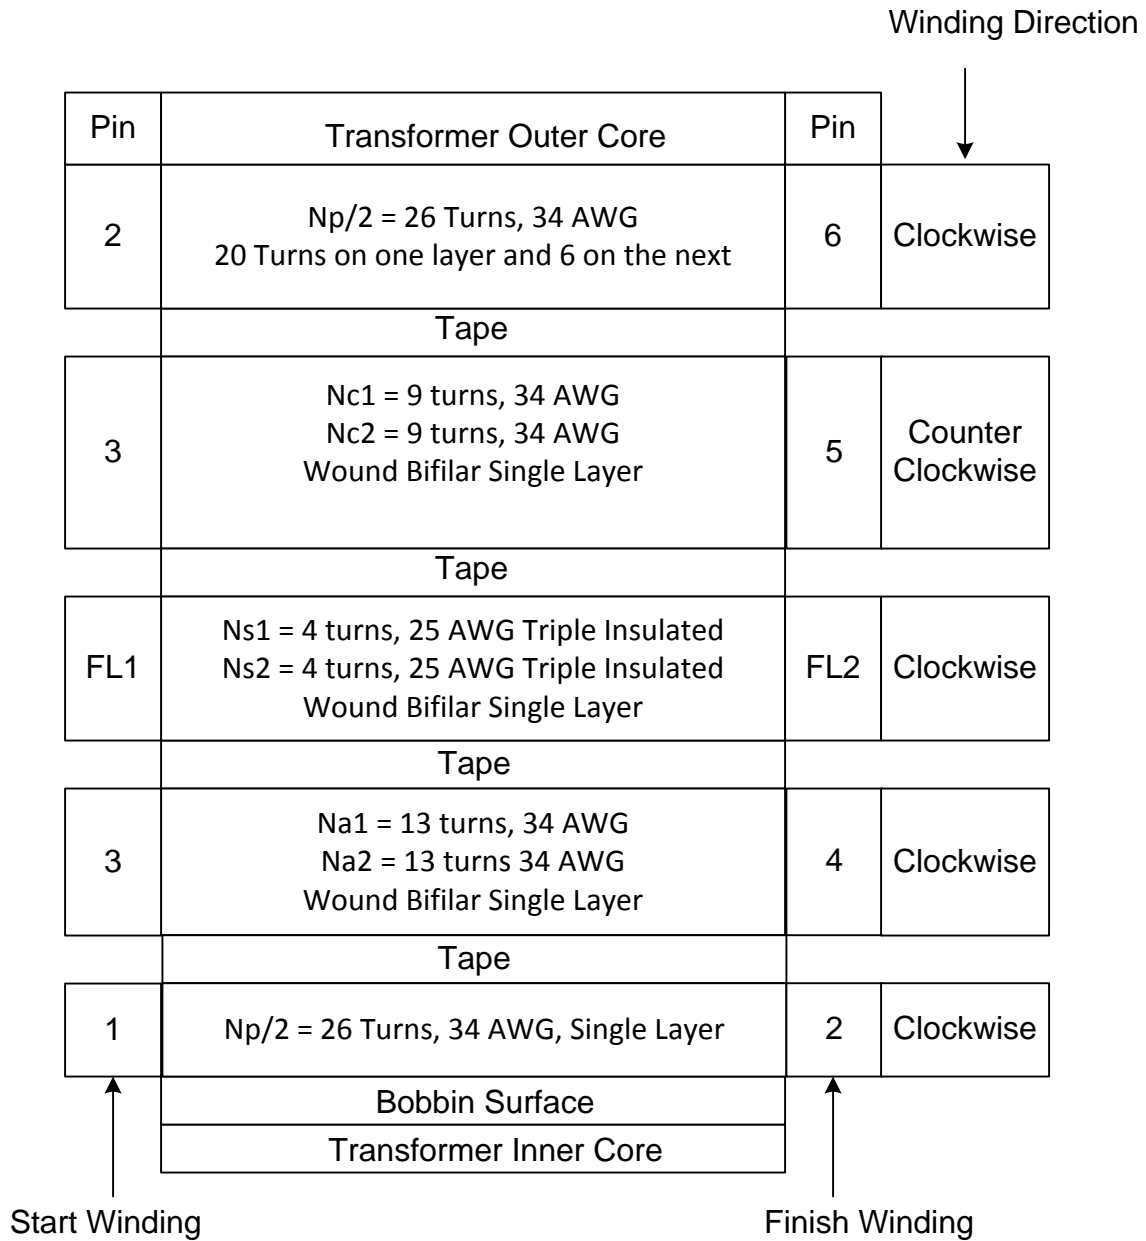 Winding Direction
Pin
Transformer Outer Core
Pin
2
Np/2 = 26 Turns, 34 AWG
20 Turns on one layer and 6 on the next
6
Clockwise
Tape
3
Nc1 = 9 turns, 34 AWG
Nc2 = 9 turns, 34 AWG
Wound Bifilar Single Layer
5
Counter
Clockwise
Tape
FL1
Ns1 = 4 turns, 25 AWG Triple Insulated
Ns2 = 4 turns, 25 AWG Triple Insulated
Wound Bifilar Single Layer
FL2
Clockwise
Tape
3
Na1 = 13 turns, 34 AWG
Na2 = 13 turns 34 AWG
Wound Bifilar Single Layer
4
Clockwise
Tape
1
Np/2 = 26 Turns, 34 AWG, Single Layer
2
Clockwise
Bobbin Surface
Transformer Inner Core
Start Winding
Finish Winding